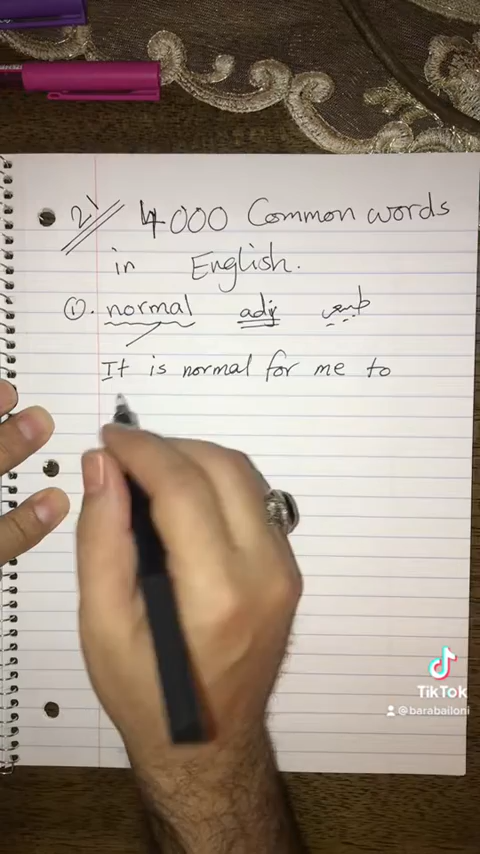 2\ 4000 Common words
in English.
①. normal adj طبيعي
It is normal for me to
TikTok
@barabailoni